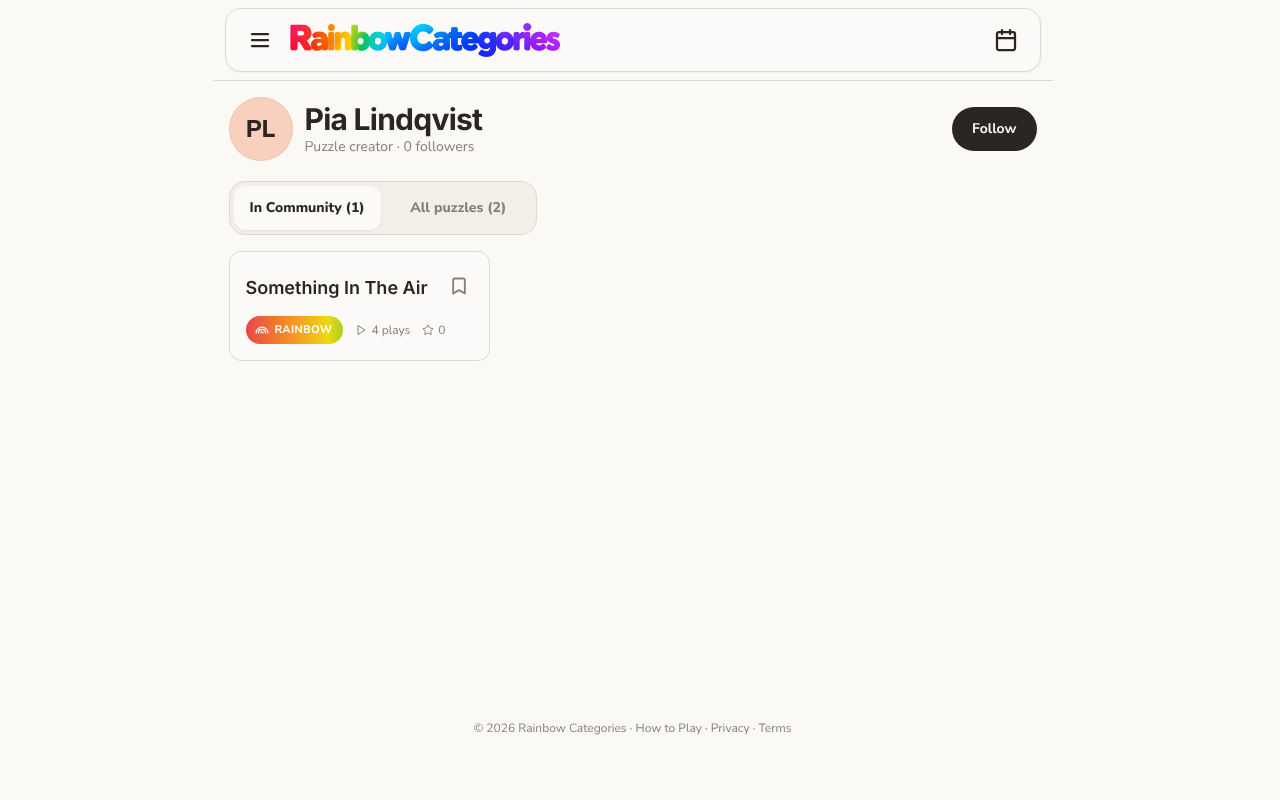 RainbowCategories
PL
Pia Lindqvist
Puzzle creator · 0 followers
Follow
In Community (1)
All puzzles (2)
Something In The Air
RAINBOW
4 plays
0
© 2026 Rainbow Categories · How to Play · Privacy · Terms